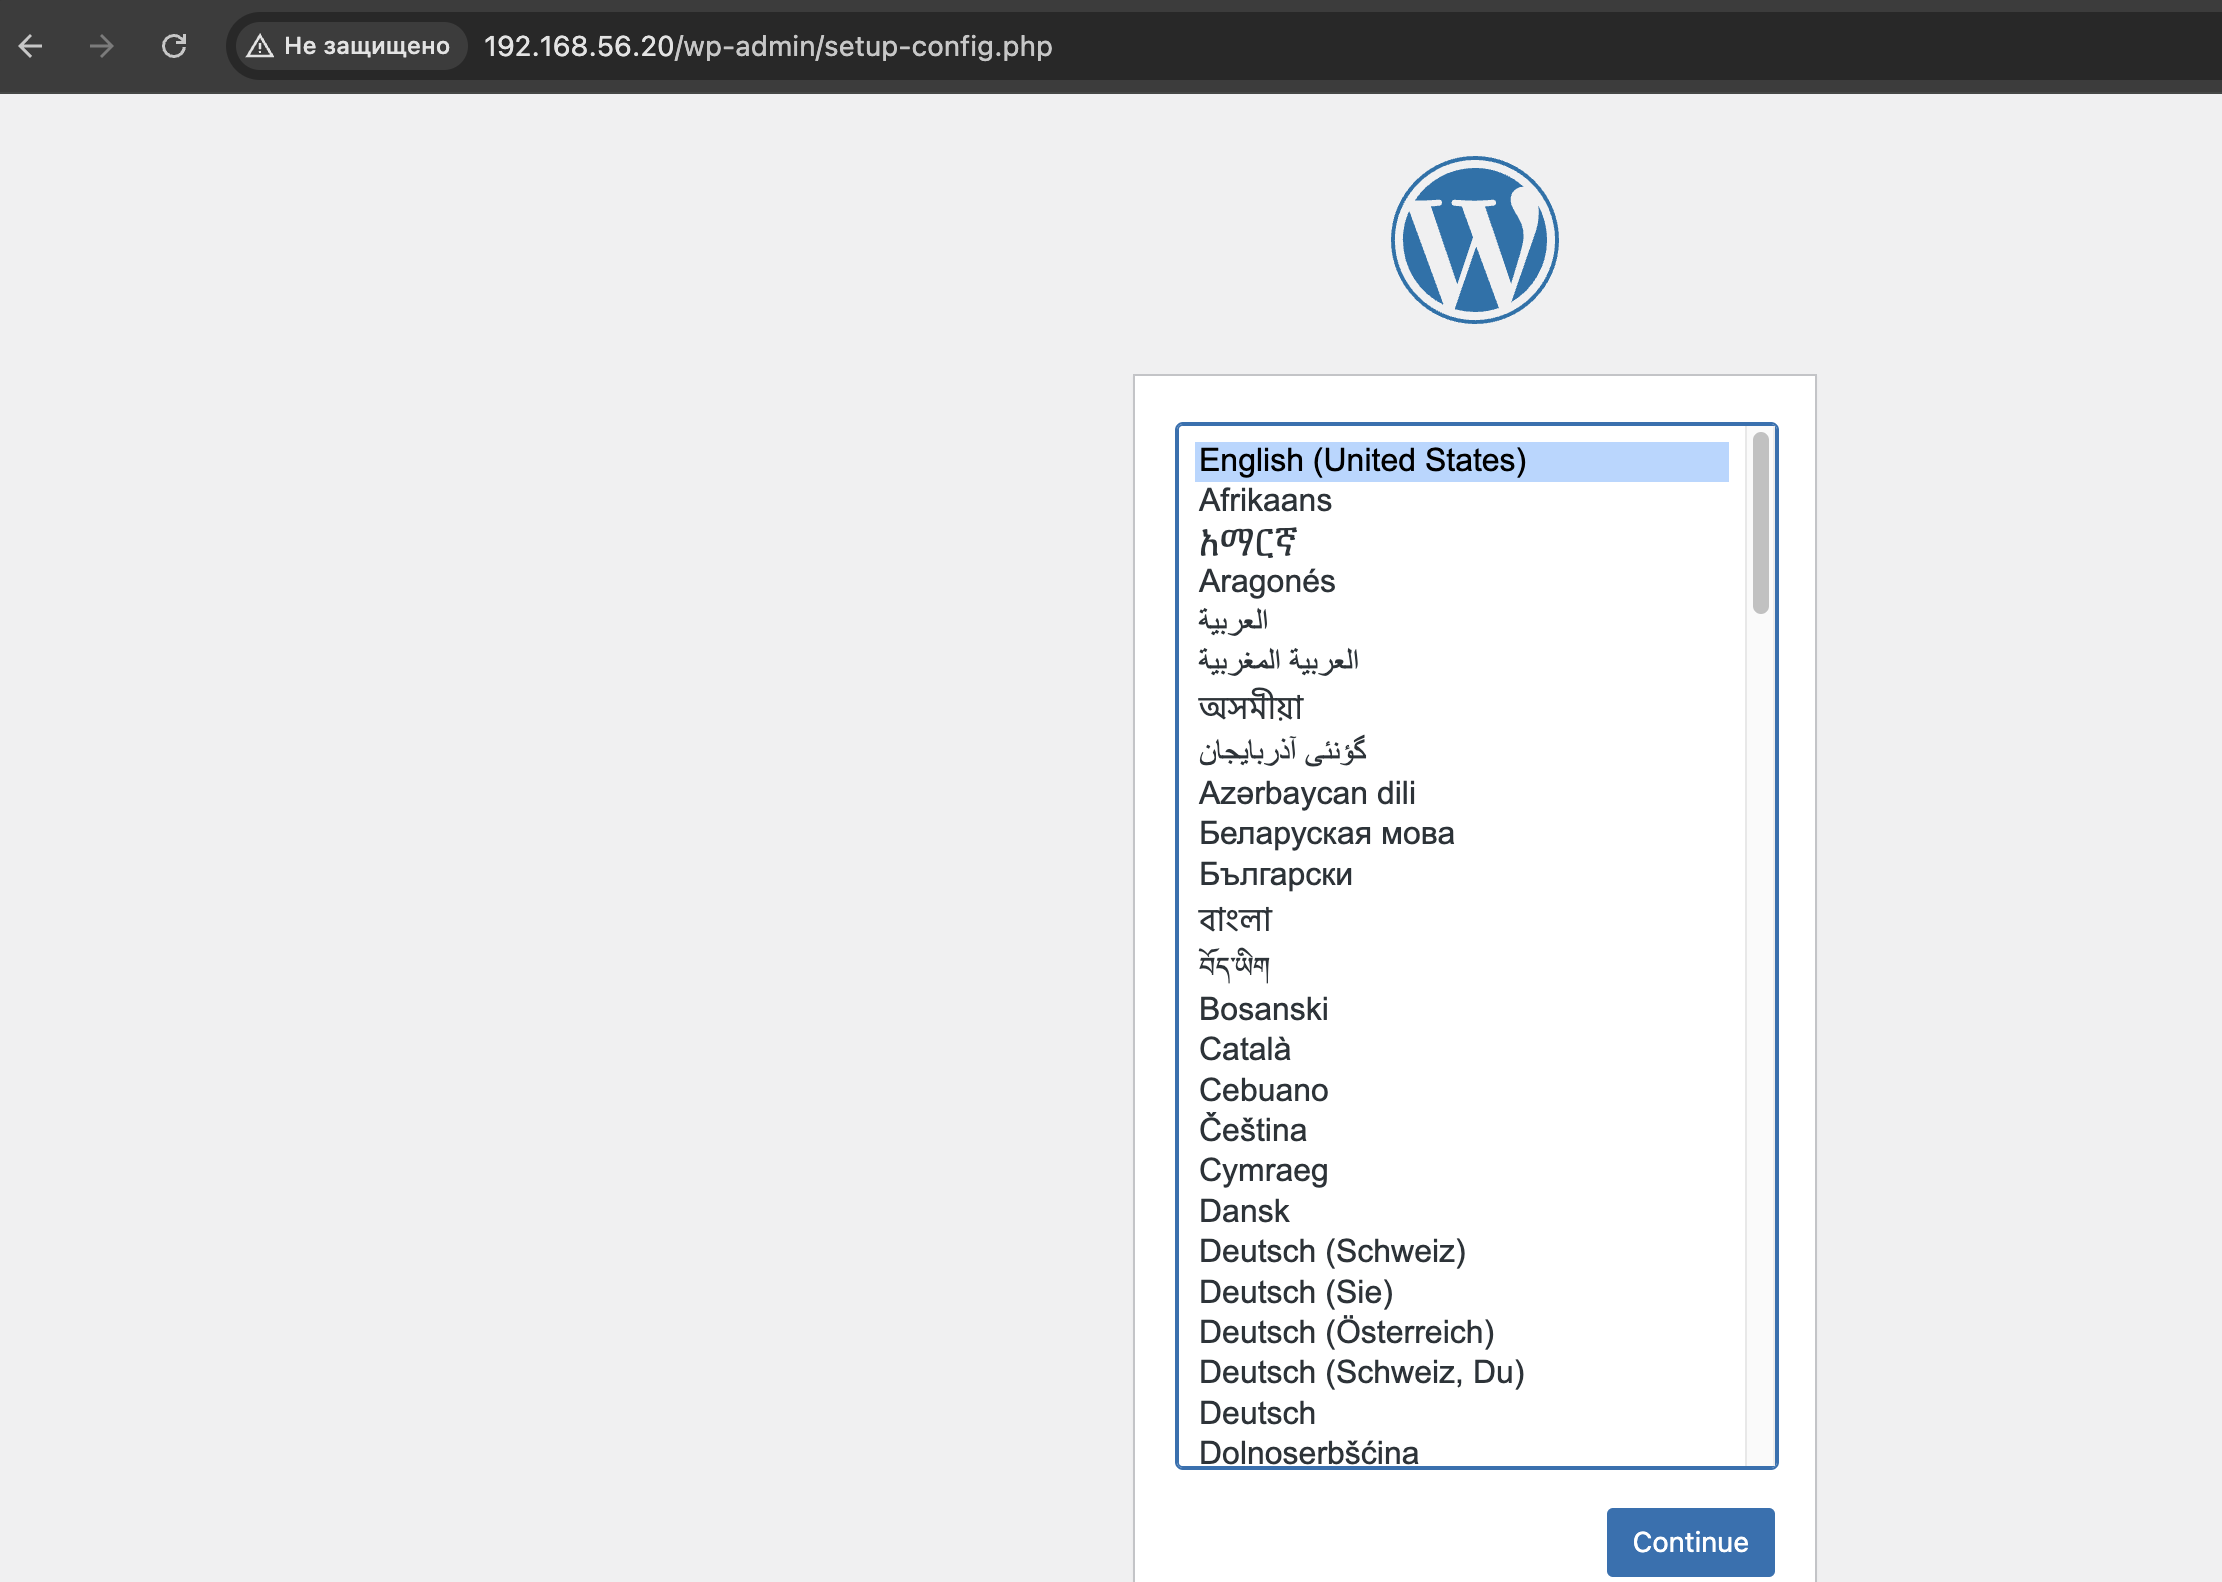 Не защищено 192.168.56.20/wp-admin/setup-config.php
English (United States)
Afrikaans
አማርኛ
Aragonés
العربية
العربية المغربية
অসমীয়া
گؤنئی آذربایجان
Azərbaycan dili
Беларуская мова
Български
বাংলা
བོད་ཡིག
Bosanski
Català
Cebuano
Čeština
Cymraeg
Dansk
Deutsch (Schweiz)
Deutsch (Sie)
Deutsch (Österreich)
Deutsch (Schweiz, Du)
Deutsch
Dolnoserbšćina
Continue